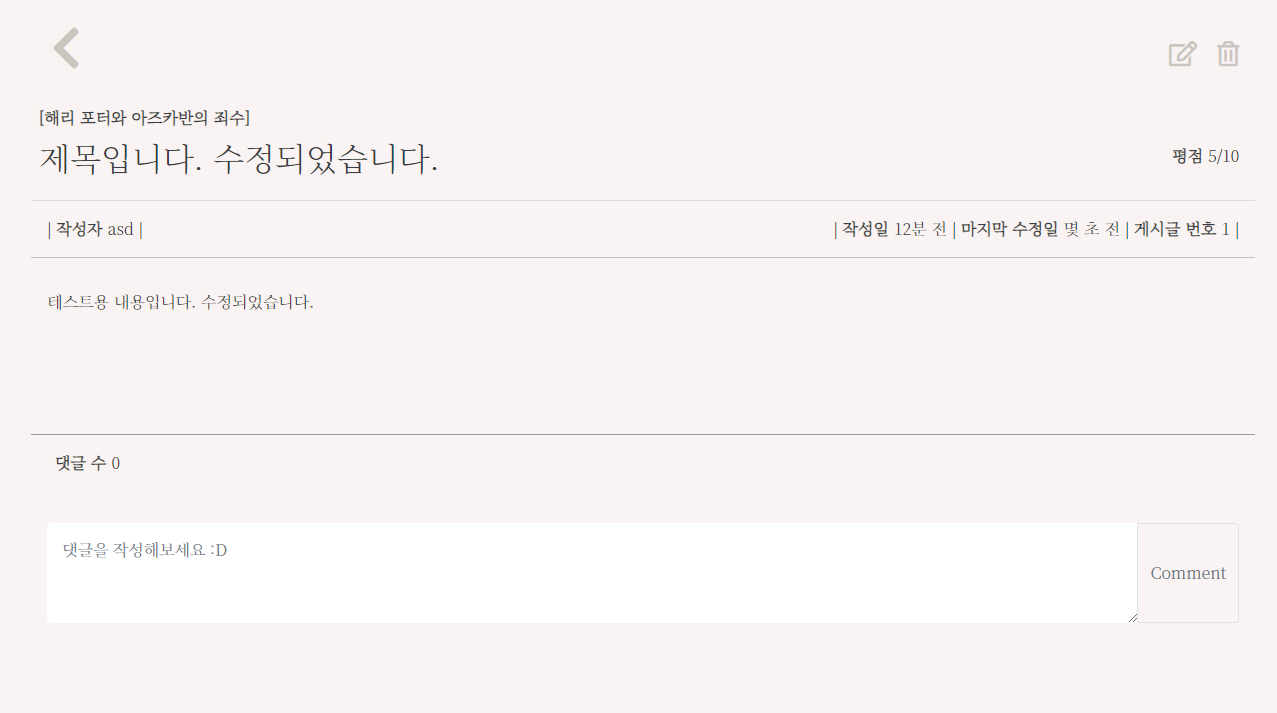 [해리 포터와 아즈카반의 죄수]
제목입니다. 수정되었습니다.
평점 5/10
| 작성자 asd |
| 작성일 12분 전 | 마지막 수정일 몇 초 전 | 게시글 번호 1 |
테스트용 내용입니다. 수정되었습니다.
댓글 수 0
댓글을 작성해보세요 :D
Comment